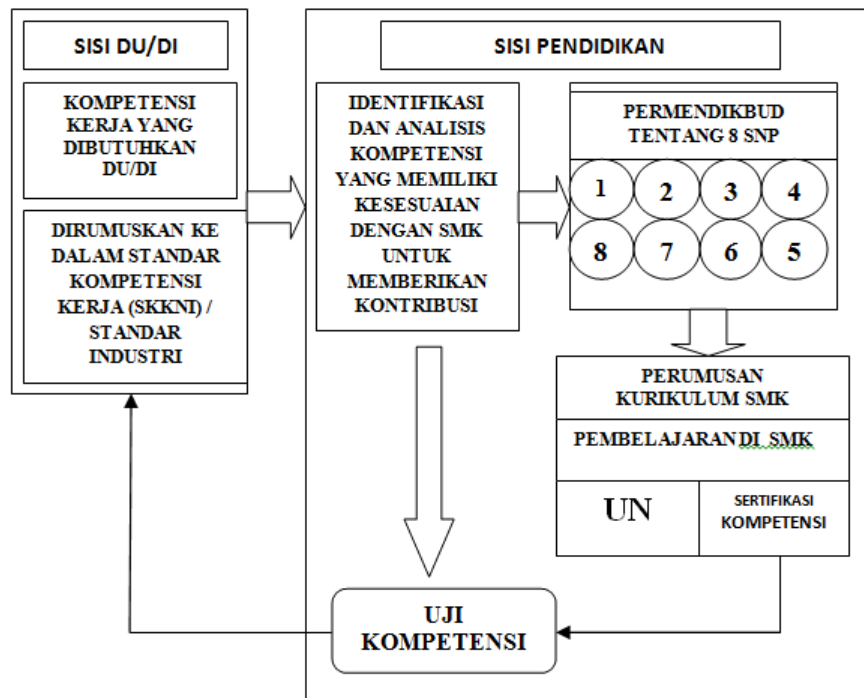 SISI DU/DI
KOMPETENSI
KERJA YANG
DIBUTUHKAN
DU/DI
DIRUMUSKAN KE
DALAM STANDAR
KOMPETENSI
KERJA (SKKNI) /
STANDAR
INDUSTRI
SISI PENDIDIKAN
IDENTIFIKASI
DAN ANALISIS
KOMPETENSI
YANG MEMILIKI
KESESUAIAN
DENGAN SMK
UNTUK
MEMBERIKAN
KONTRIBUSI
PERMENDIKBUD
TENTANG 8 SNP
1 2 3 4
8 7 6 5
PERUMUSAN
KURIKULUM SMK
PEMBELAJARAN DI SMK
UN
SERTIFIKASI
KOMPETENSI
UJI
KOMPETENSI